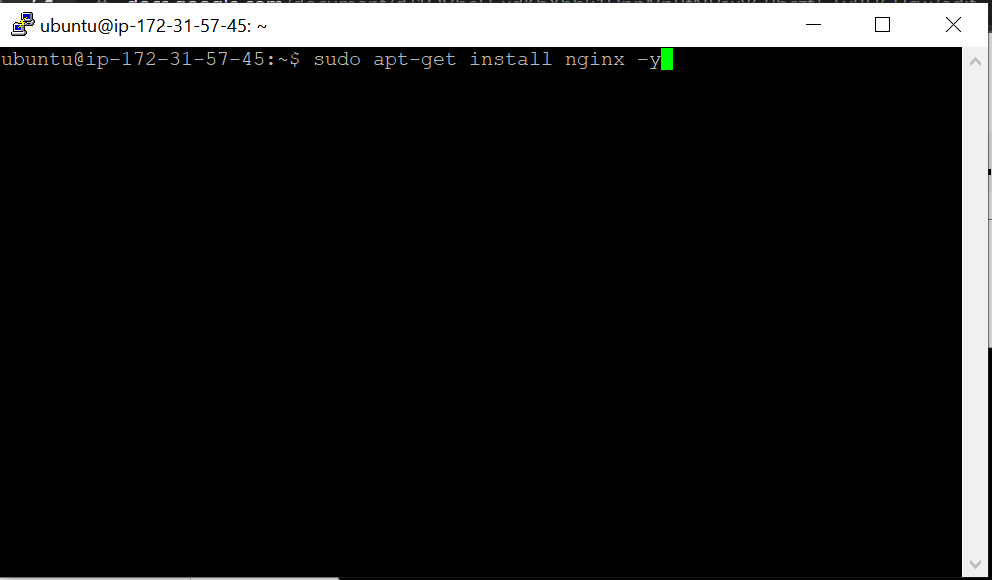 ubuntu@ip-172-31-57-45: ~
ubuntu@ip-172-31-57-45:~$ sudo apt-get install nginx -y